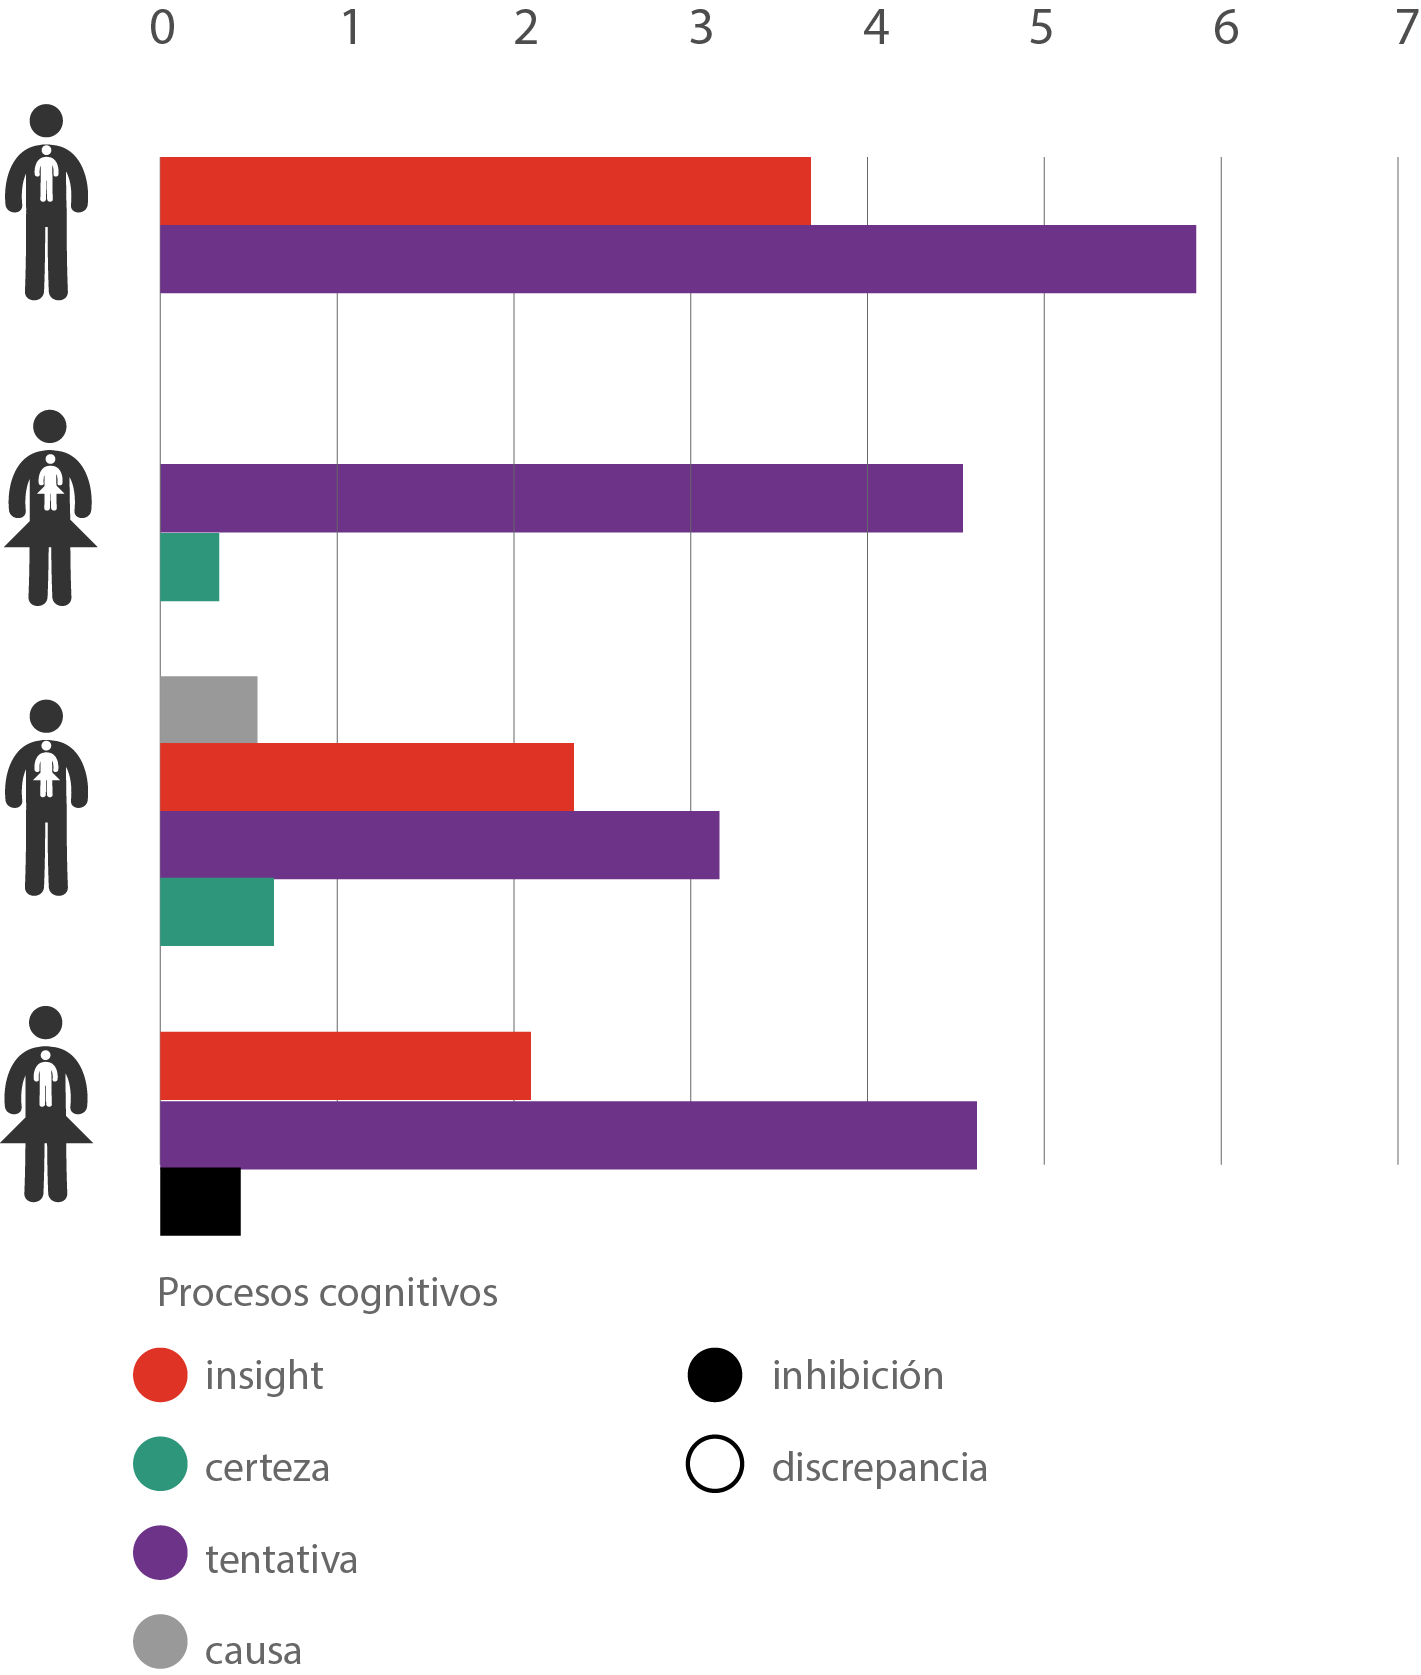 0 1 2 3 4 5 6 7
Procesos cognitivos
insight
certeza
tentativa
causa
inhibición
discrepancia